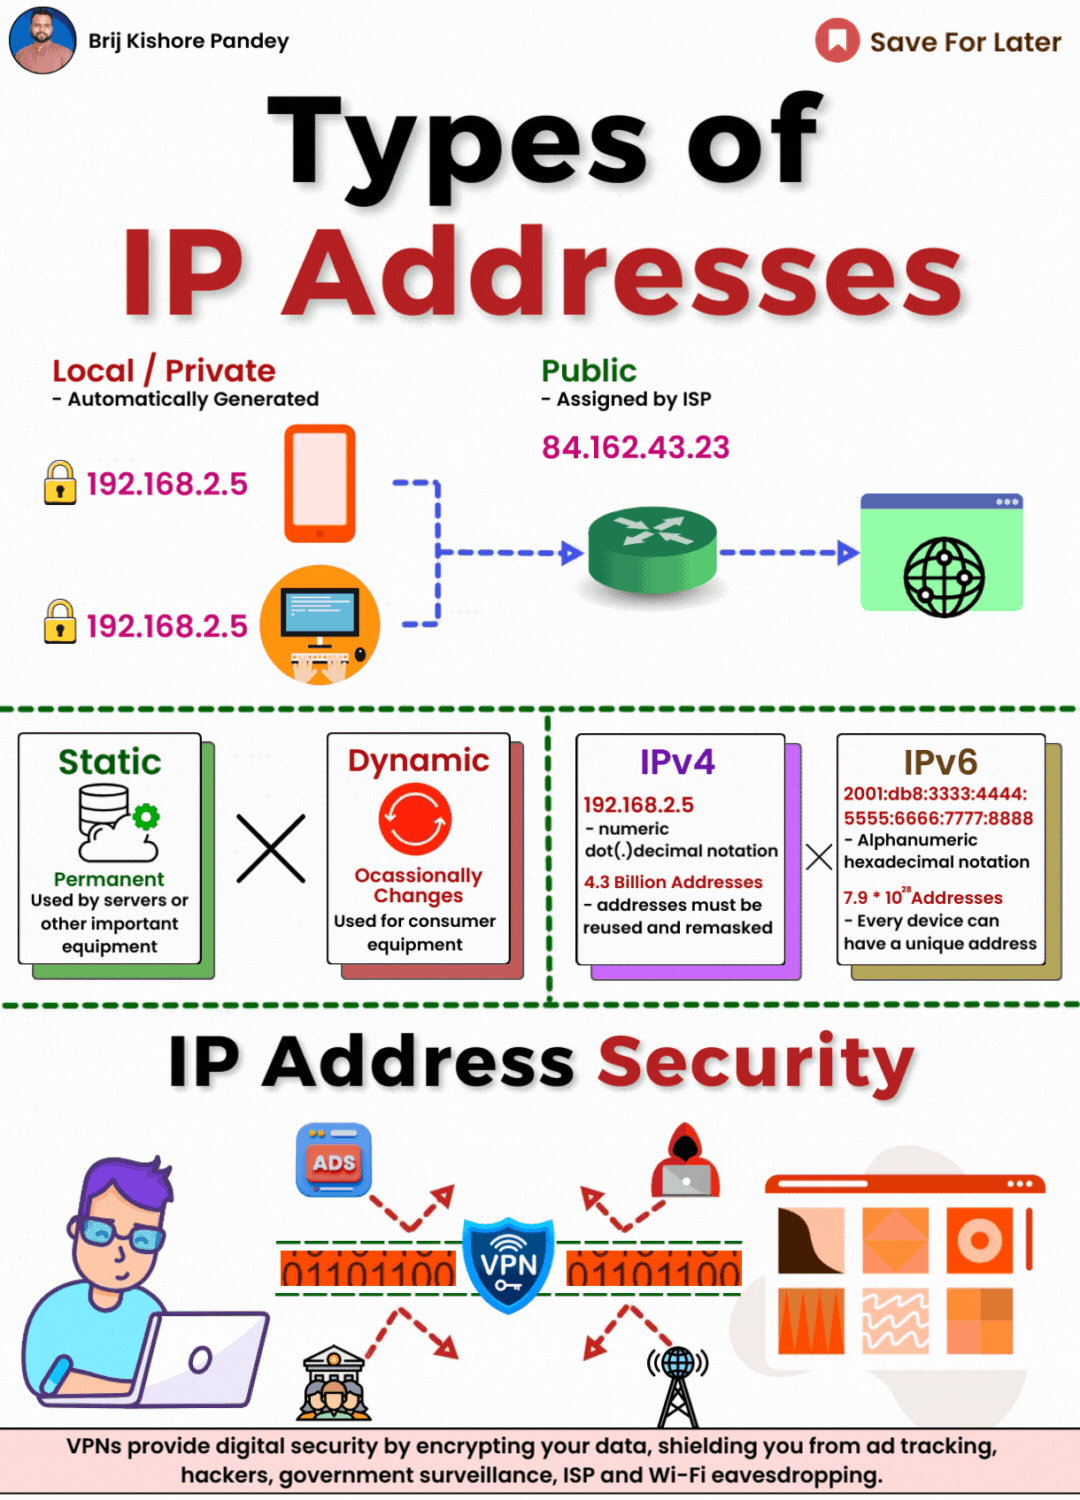 Brij Kishore Pandey
Save For Later
Types of
IP Addresses
Local / Private
- Automatically Generated
192.168.2.5
192.168.2.5
Public
- Assigned by ISP
84.162.43.23
Static
Permanent
Used by servers or
other important
equipment
Dynamic
Ocassionally
Changes
Used for consumer
equipment
IPv4
192.168.2.5
- numeric
dot(.)decimal notation
4.3 Billion Addresses
- addresses must be
reused and remasked
IPv6
2001:db8:3333:4444:
5555:6666:7777:8888
- Alphanumeric
hexadecimal notation
7.9 * 10²⁸ Addresses
- Every device can
have a unique address
IP Address Security
ADS
01101100
VPN
01101100
VPNs provide digital security by encrypting your data, shielding you from ad tracking,
hackers, government surveillance, ISP and Wi-Fi eavesdropping.